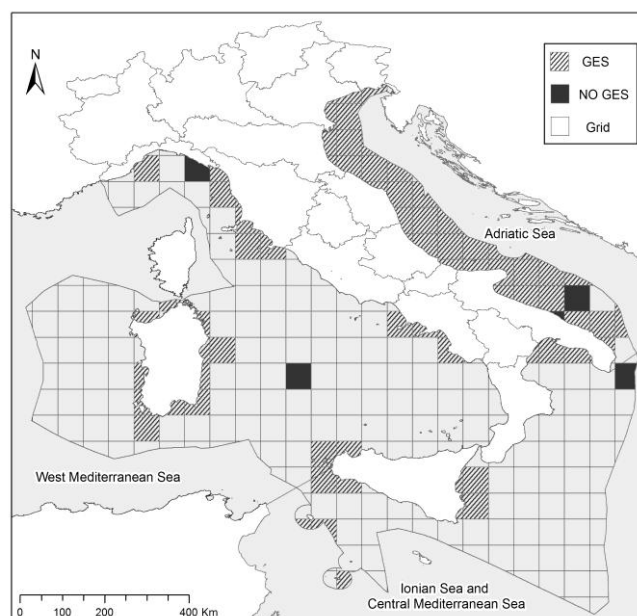 N
GES
NO GES
Grid
Adriatic Sea
West Mediterranean Sea
Ionian Sea and
Central Mediterranean Sea
0 100 200 400 Km